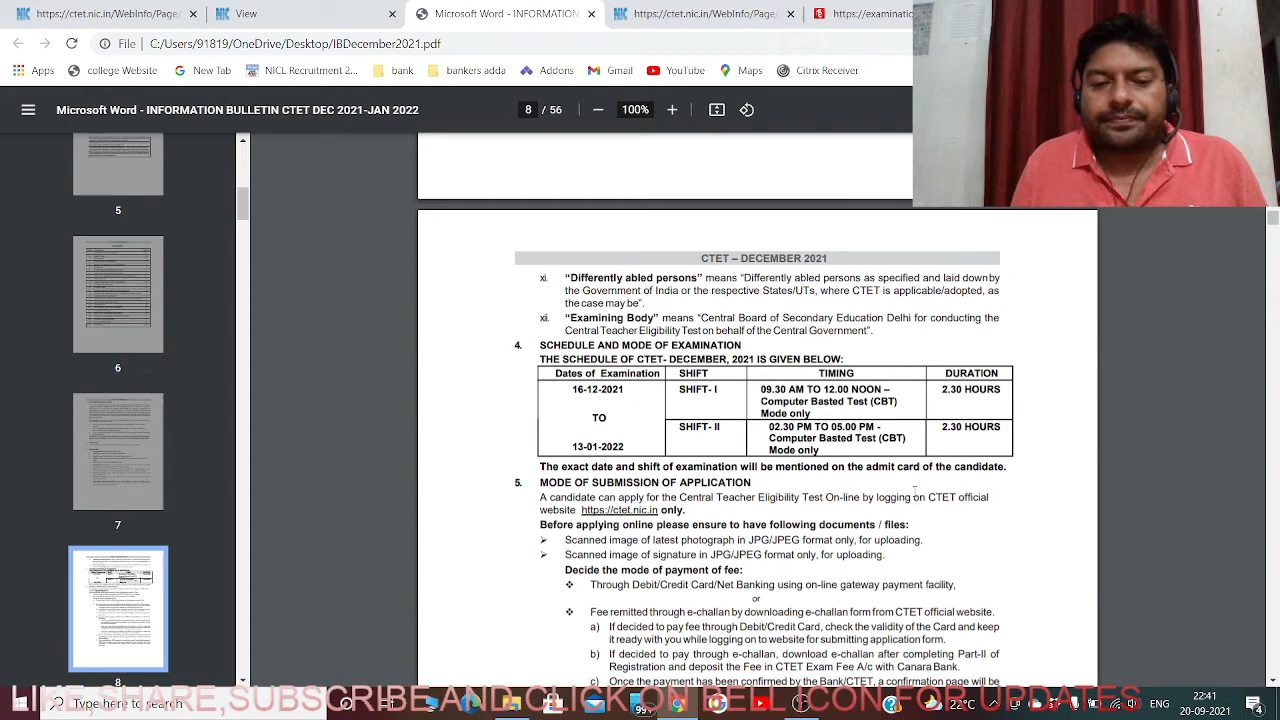 https://ctet.nic.in/WebInfo/Page/
View
Microsoft Word - INFORMATION
https://ctet.nic.in/WebInfo/Page/
https://examination
File
C:/Users/918
OneDrive/Desktop/IBDecember2021.pdf
Apps
College Website
New Tab
NCL Recruitment 2...
bank
bankers adda
Addons
Gmail
YouTube
Maps
Citrix Receiver
Microsoft Word - INFORMATION BULLETIN CTET DEC 2021-JAN 2022
8 / 56
100%
5
7
8
CTET – DECEMBER 2021
xi. “Differently abled persons” means “Differently abled persons as specified and laid downby
the Government of India or the respective States/UTs, where CTET is applicable/adopted, as
the case may be”.
xii. “Examining Body” means “Central Board of Secondary Education Delhi for conducting the
Central Teacher Eligibility Test on behalf of the Central Government”.
4. SCHEDULE AND MODE OF EXAMINATION
THE SCHEDULE OF CTET- DECEMBER, 2021 IS GIVEN BELOW:
Dates of Examination SHIFT TIMING DURATION
16-12-2021 SHIFT- I 09.30 AM TO 12.00 NOON – 2.30 HOURS
Computer Basted Test (CBT)
TO Mode only
SHIFT- II 02.30 PM TO 05.00 PM - 2.30 HOURS
Computer Basted Test (CBT)
13-01-2022 Mode only
The exact date and shift of examination will be mentioned on the admit card of the candidate.
5. MODE OF SUBMISSION OF APPLICATION
A candidate can apply for the Central Teacher Eligibility Test On-line by logging on CTET official
website https://ctet.nic.in only.
Before applying online please ensure to have following documents / files:
Scanned image of latest photograph in JPG/JPEG format only, for uploading.
Scanned image of signature in JPG/JPEG format only, for uploading.
Decide the mode of payment of fee:
Through Debit/Credit Card/Net Banking using on-line gateway payment facility,
or
Fee remitted through e-challan by downloading e-challan form from CTET official website.
a) If decided to pay fee through Debit/Credit Card, check the validity of the Card and keep
it ready with you while logging on to website for submitting application form.
b) If decided to pay through e-challan, download e-challan after completing Part-II of
Registration and deposit the Fee in CTET Exam Fee A/c with Canara Bank.
c) Once the payment has been confirmed by the Bank/CTET, a confirmation page will be
AND CLICK ON BELL ICON FOR UPDATES
Type here to search
ENG
22:41
20-09-2021